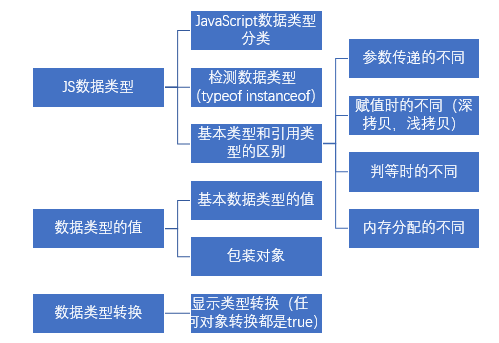 JavaScript数据类型
分类
JS数据类型
检测数据类型
（typeof instanceof）
基本类型和引用类
型的区别
参数传递的不同
赋值时的不同（深
拷贝，浅拷贝）
判等时的不同
内存分配的不同
数据类型的值
基本数据类型的值
包装对象
数据类型转换
显示类型转换（任
何对象转换都是true）